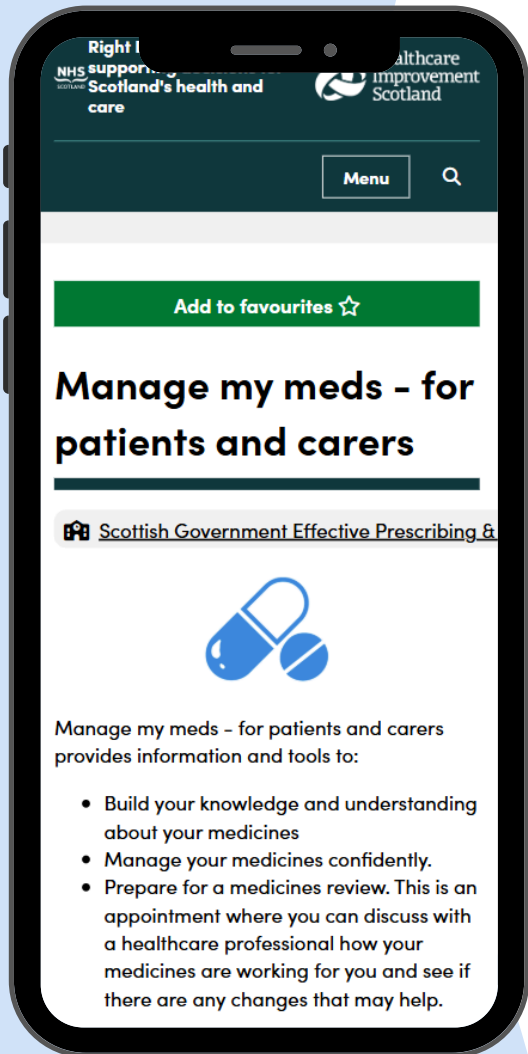 Right
NHS
SCOTLAND
Scotland's health and
care
Improvement
Scotland
Menu
Add to favourites
Manage my meds - for
patients and carers
Scottish Government Effective Prescribing &
Manage my meds - for patients and carers
provides information and tools to:
Build your knowledge and understanding
about your medicines
Manage your medicines confidently.
Prepare for a medicines review. This is an
appointment where you can discuss with
a healthcare professional how your
medicines are working for you and see if
there are any changes that may help.